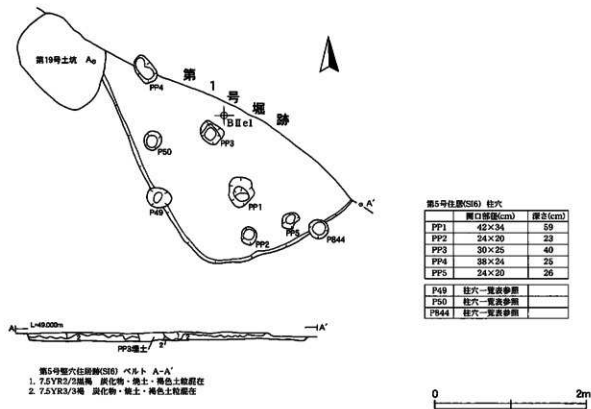 第19号土坑
A
PP4
第1号堀跡
BⅡe1
PP3
P50
P49
PP1
PP5
PP2
P844
A'
第5号住居(SI6) 柱穴
開口部径(cm) 深さ(cm)
PP1 42×34 59
PP2 24×20 23
PP3 30×25 40
PP4 38×24 25
PP5 24×20 26
P49 柱穴一覧表参照
P50 柱穴一覧表参照
P844 柱穴一覧表参照
A L=49.000m A'
2
PP3埋土 2'
第5号竪穴住居跡(SI6) ベルト A-A'
1. 7.5YR2/2黒褐 炭化物・焼土・褐色土粒混在
2. 7.5YR3/3褐 炭化物・焼土・褐色土粒混在
0 2m